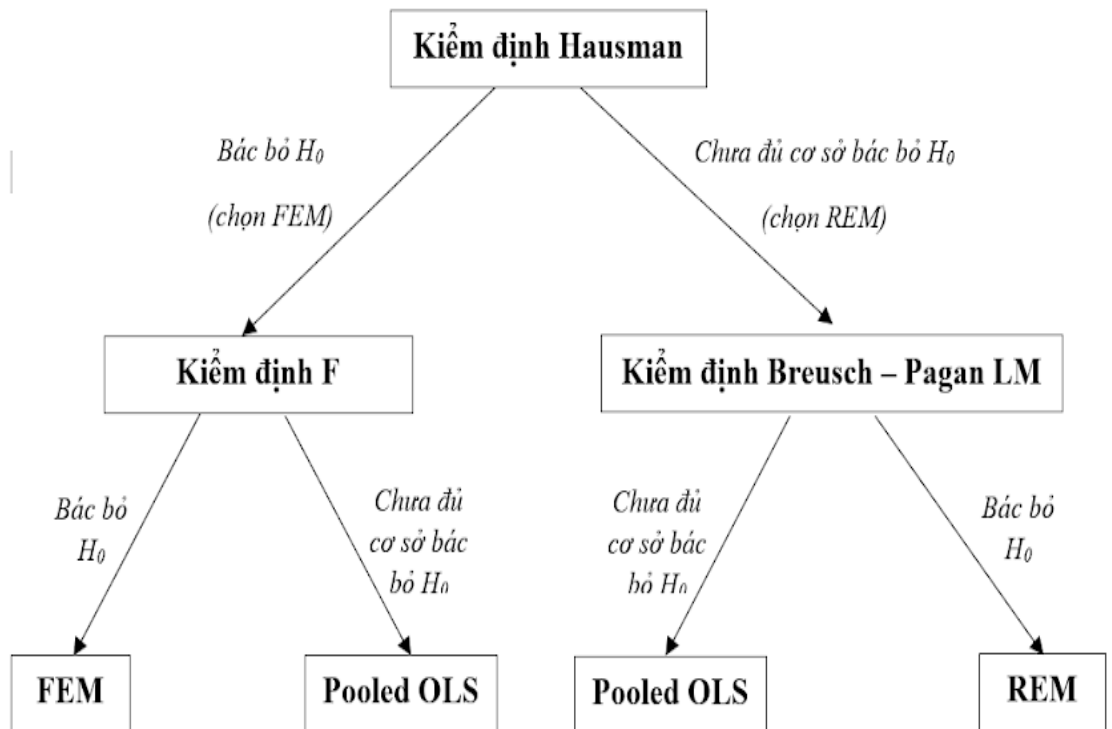 Kiểm định Hausman
Bác bỏ H₀
(chọn FEM)
Chưa đủ cơ sở bác bỏ H₀
(chọn REM)
Kiểm định F
Kiểm định Breusch – Pagan LM
Bác bỏ
H₀
Chưa đủ
cơ sở bác
bỏ H₀
Chưa đủ
cơ sở bác
bỏ H₀
Bác bỏ
H₀
FEM
Pooled OLS
Pooled OLS
REM